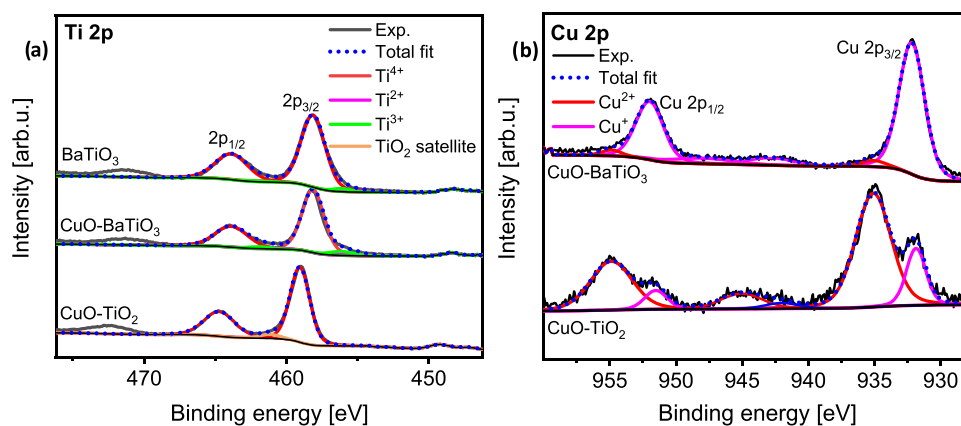 (a)
Ti 2p
Exp.
Total fit
Ti⁴⁺
Ti²⁺
Ti³⁺
TiO₂ satellite
2p₃/₂
2p₁/₂
BaTiO₃
CuO-BaTiO₃
CuO-TiO₂
Intensity [arb.u.]
470
460
450
Binding energy [eV]
Cu 2p
(b)
Exp.
Total fit
Cu²⁺
Cu⁺
Cu 2p₃/₂
Cu 2p₁/₂
CuO-BaTiO₃
CuO-TiO₂
Intensity [arb.u.]
955
950
945
940
935
930
Binding energy [eV]